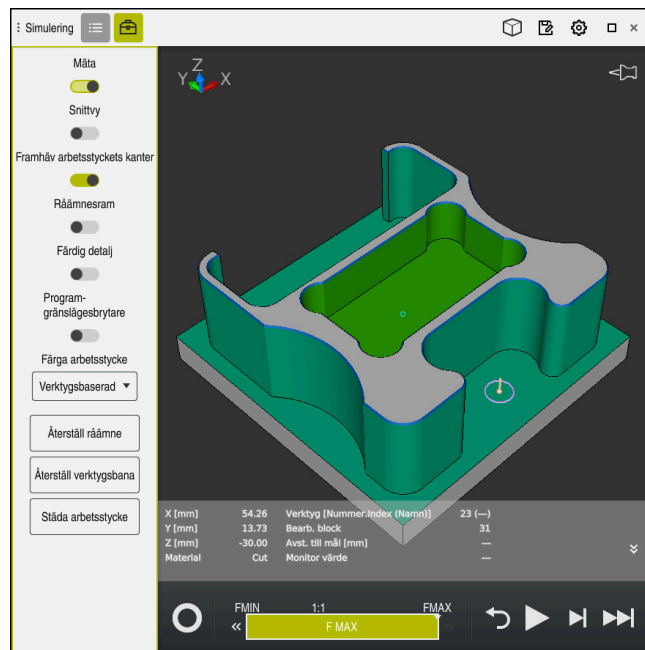 Simulering
Mäta
Snittvy
Framhäv arbetsstyckets kanter
Råämnesram
Färdig detalj
Program-
gränslägesbrytare
Färga arbetsstycke
Verktygsbaserad
Återställ råämne
Återställ verktygsbana
Städa arbetsstycke
Z
Y X
X [mm] 54.26 Verktyg [Nummer.Index (Namn)] 23 (---)
Y [mm] 13.73 Bearb. block 31
Z [mm] -30.00 Avst. till mål [mm] ---
Material Cut Monitor värde ---
FMIN 1:1 FMAX
F MAX